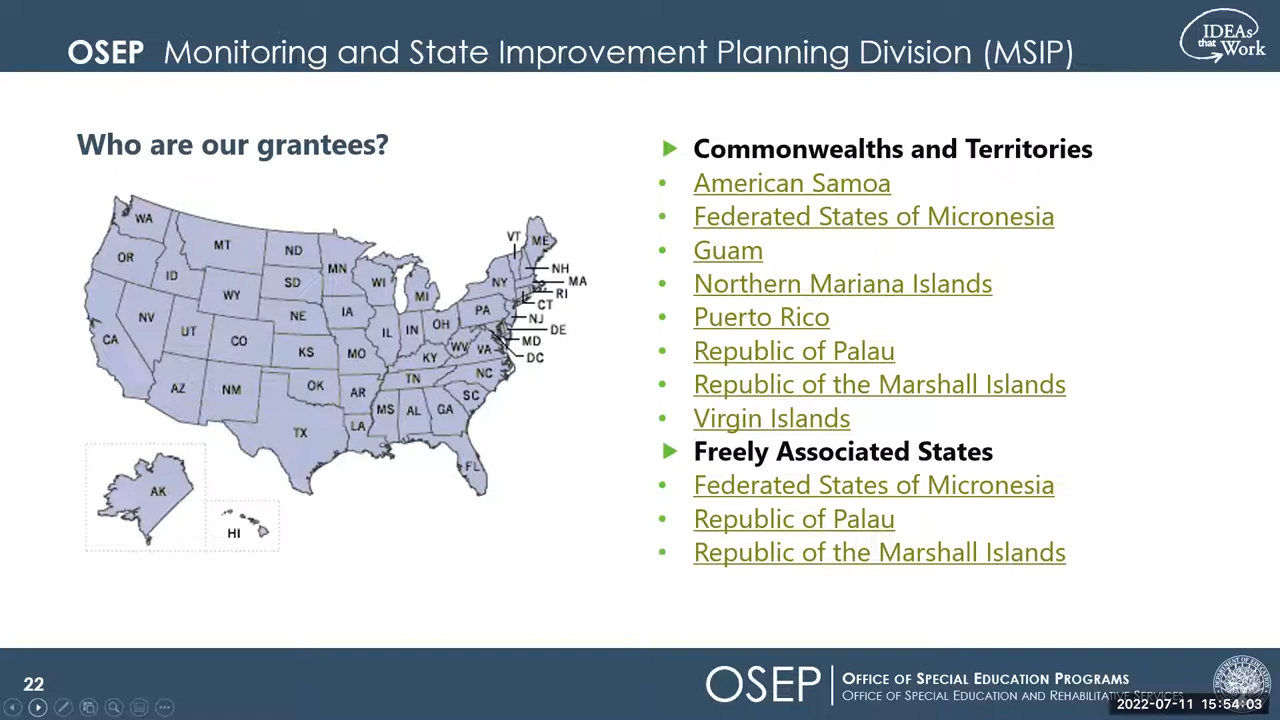 OSEP Monitoring and State Improvement Planning Division (MSIP)
IDEAs
that
Work
Who are our grantees?
WA
OR
ID
MT
ND
MN
SD
WY
NV
UT
CO
NE
IA
WI
MI
IL
IN
OH
PA
NY
VT
ME
NH
MA
RI
CT
NJ
DE
MD
DC
CA
AZ
NM
KS
MO
KY
WV
VA
NC
TN
OK
AR
SC
MS
AL
GA
TX
LA
FL
AK
HI
Commonwealths and Territories
American Samoa
Federated States of Micronesia
Guam
Northern Mariana Islands
Puerto Rico
Republic of Palau
Republic of the Marshall Islands
Virgin Islands
Freely Associated States
Federated States of Micronesia
Republic of Palau
Republic of the Marshall Islands
22
OSEP
OFFICE OF SPECIAL EDUCATION PROGRAMS
OFFICE OF SPECIAL EDUCATION AND REHABILITATIVE SERVICES
2022-07-11 15:54:03